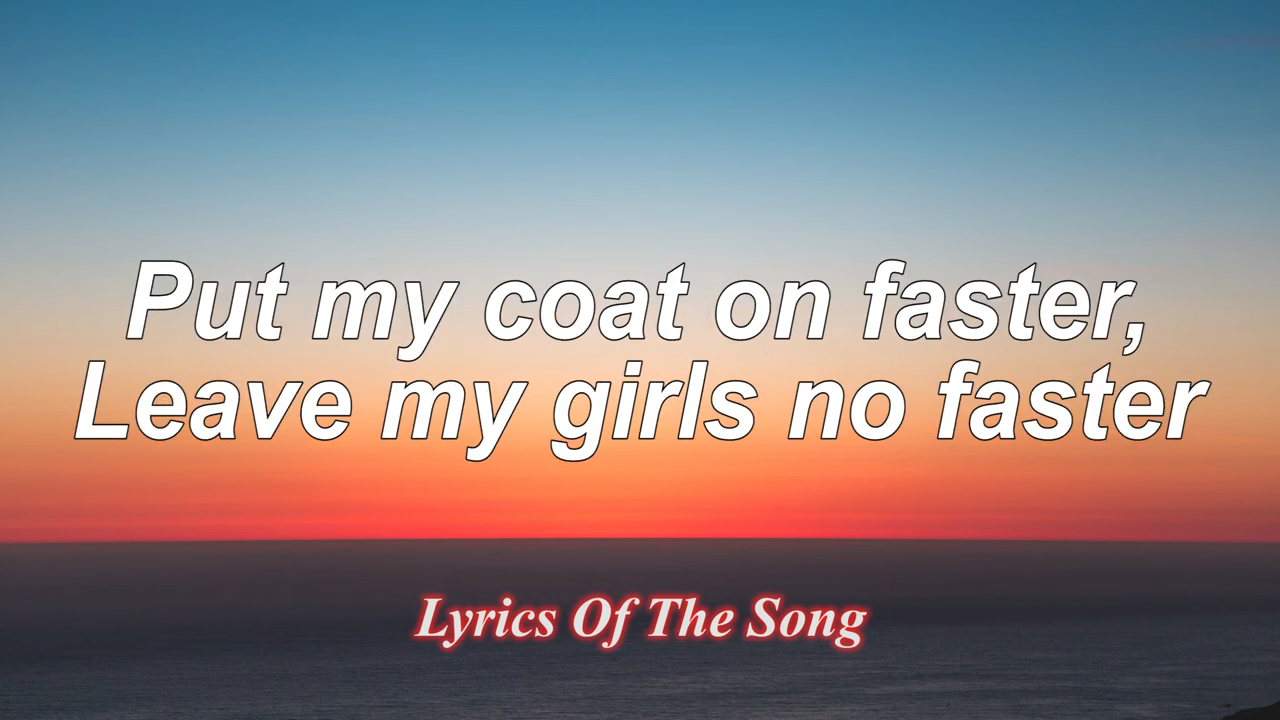 Put my coat on faster,
Leave my girls no faster
Lyrics Of The Song